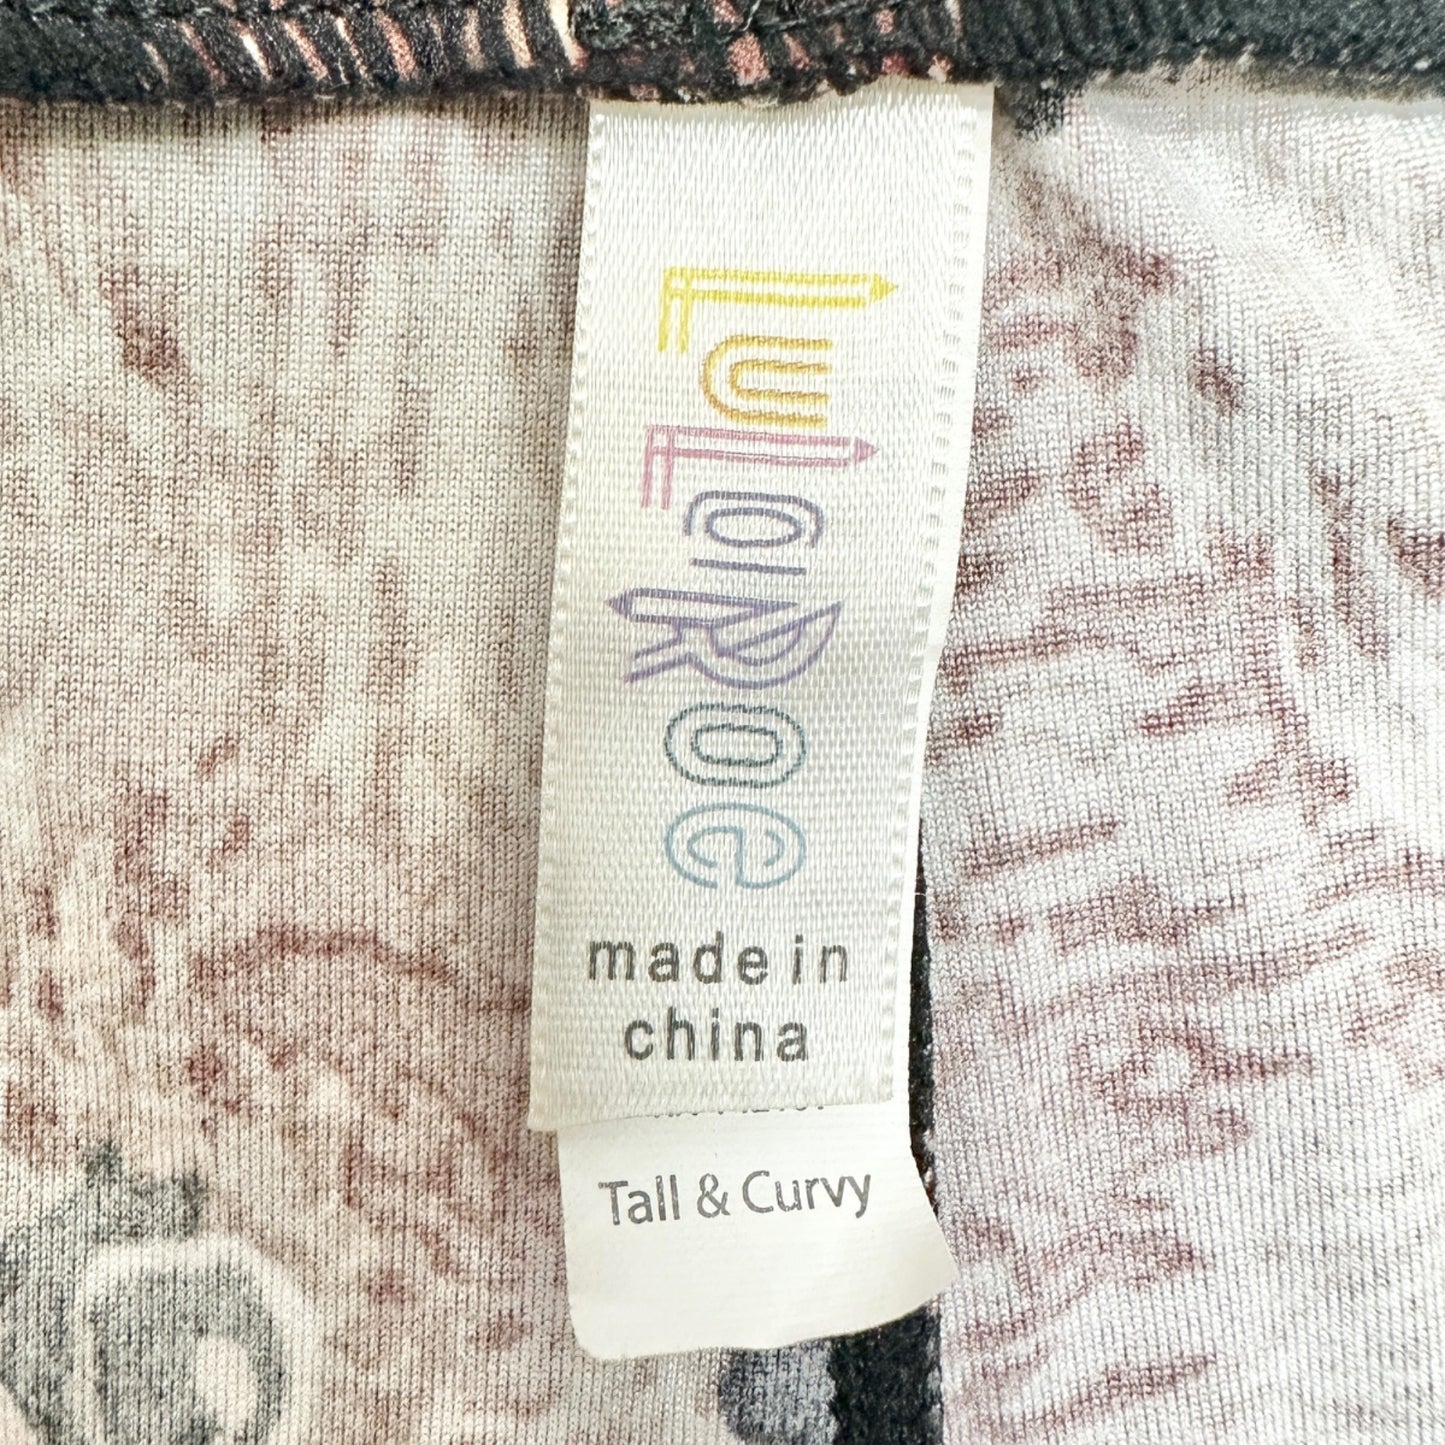 LuLaRoe
made in
china
Tall & Curvy